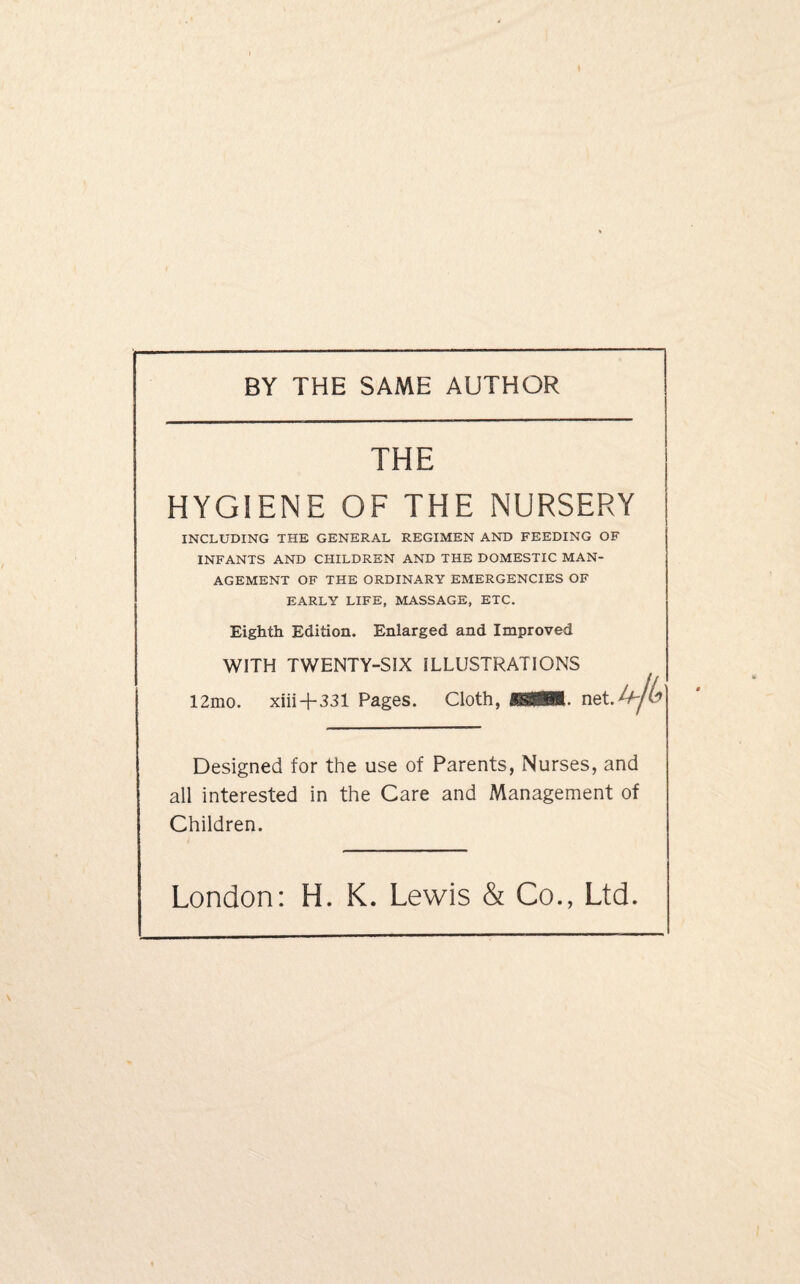 BY THE SAME AUTHOR
THE
HYGIENE OF THE NURSERY
INCLUDING THE GENERAL REGIMEN AND FEEDING OF
INFANTS AND CHILDREN AND THE DOMESTIC MAN-
AGEMENT OF THE ORDINARY EMERGENCIES OF
EARLY LIFE, MASSAGE, ETC.
Eighth Edition. Enlarged and Improved
WITH TWENTY-SIX ILLUSTRATIONS
12mo. xiii+331 Pages. Cloth, . net. 4/6
Designed for the use of Parents, Nurses, and
all interested in the Care and Management of
Children.
London: H. K. Lewis & Co., Ltd.